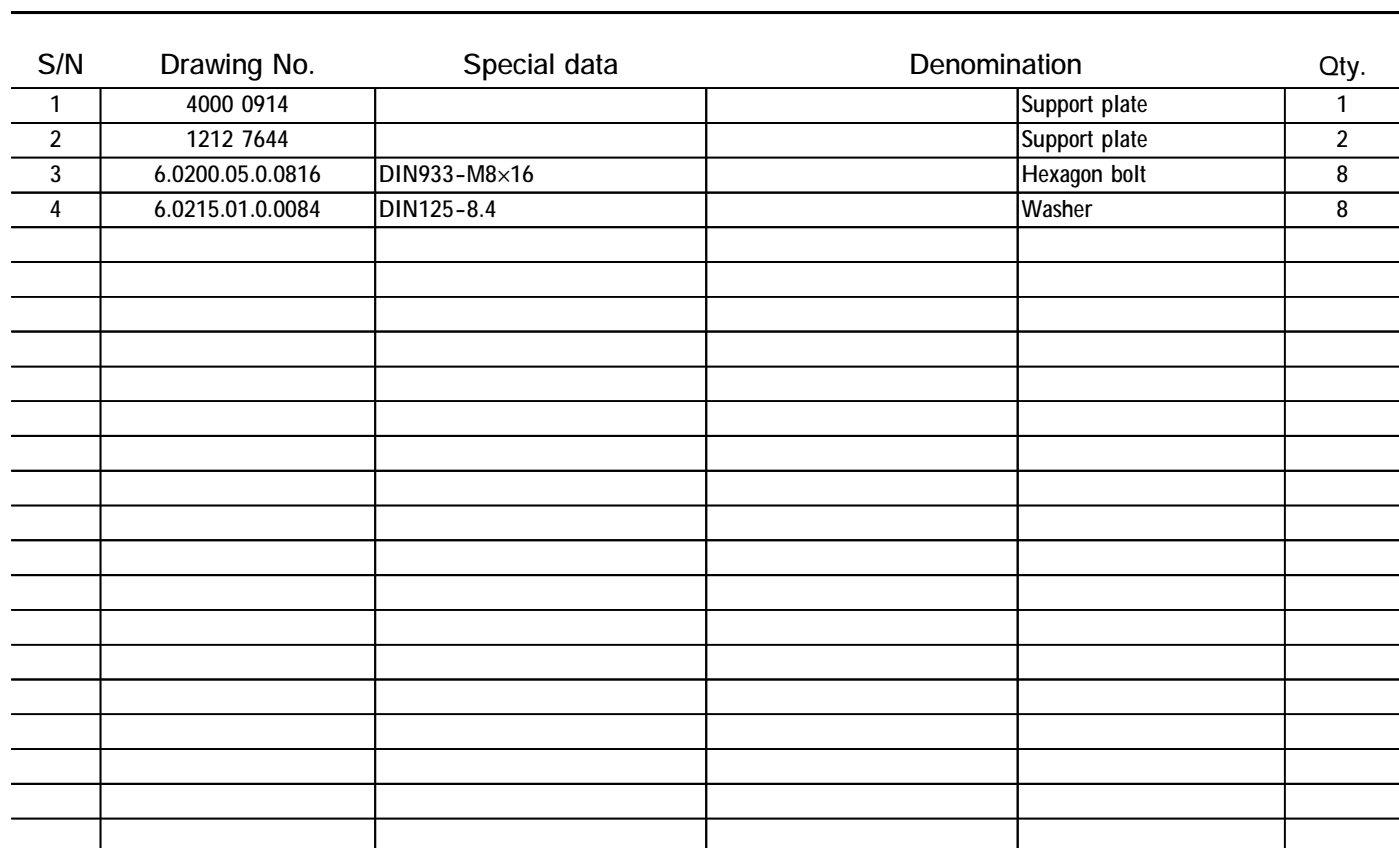 S/N Drawing No. Special data Denomination Qty.
1 4000 0914 Support plate 1
2 1212 7644 Support plate 2
3 6.0200.05.0.0816 DIN933-M8×16 Hexagon bolt 8
4 6.0215.01.0.0084 DIN125-8.4 Washer 8